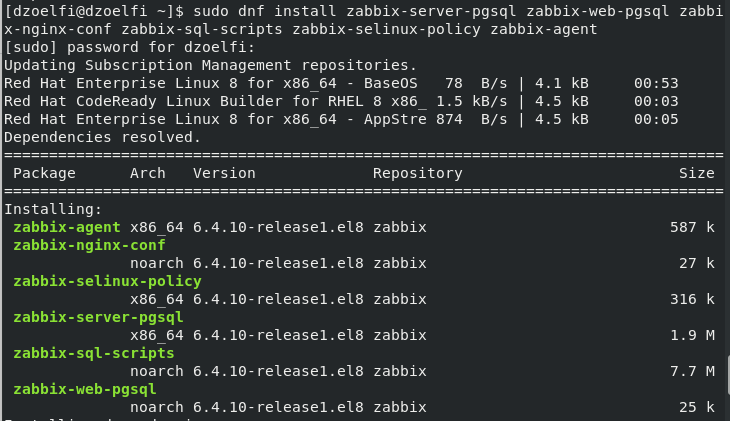 [dzoelfi@dzoelfi ~]$ sudo dnf install zabbix-server-pgsql zabbix-web-pgsql zabbi
x-nginx-conf zabbix-sql-scripts zabbix-selinux-policy zabbix-agent
[sudo] password for dzoelfi:
Updating Subscription Management repositories.
Red Hat Enterprise Linux 8 for x86_64 - BaseOS   78  B/s | 4.1 kB     00:53
Red Hat CodeReady Linux Builder for RHEL 8 x86_ 1.5 kB/s | 4.5 kB     00:03
Red Hat Enterprise Linux 8 for x86_64 - AppStre 874  B/s | 4.5 kB     00:05
Dependencies resolved.
================================================================================
 Package      Arch   Version             Repository                           Size
================================================================================
Installing:
 zabbix-agent x86_64 6.4.10-release1.el8 zabbix                           587 k
 zabbix-nginx-conf
              noarch 6.4.10-release1.el8 zabbix                            27 k
 zabbix-selinux-policy
              x86_64 6.4.10-release1.el8 zabbix                           316 k
 zabbix-server-pgsql
              x86_64 6.4.10-release1.el8 zabbix                           1.9 M
 zabbix-sql-scripts
              noarch 6.4.10-release1.el8 zabbix                           7.7 M
 zabbix-web-pgsql
              noarch 6.4.10-release1.el8 zabbix                            25 k